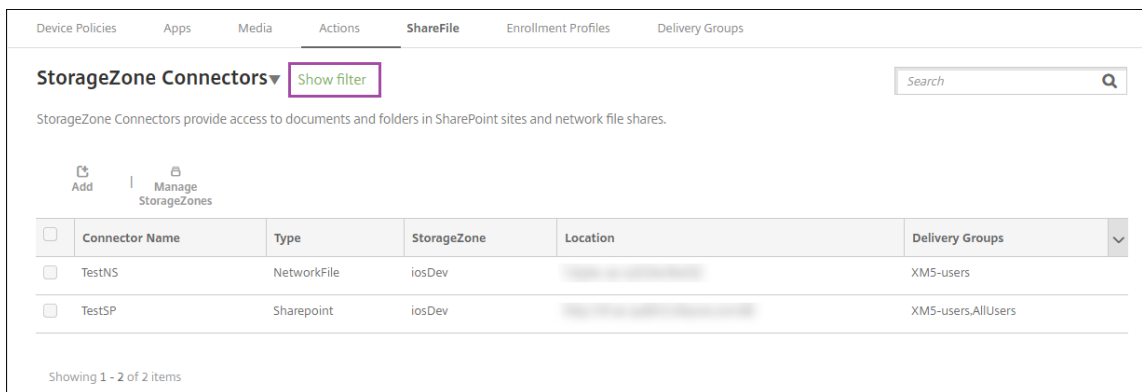 Device Policies Apps Media Actions ShareFile Enrollment Profiles Delivery Groups
StorageZone Connectors Show filter Search
StorageZone Connectors provide access to documents and folders in SharePoint sites and network file shares.
Add | Manage
StorageZones
Connector Name Type StorageZone Location Delivery Groups
TestNS NetworkFile iosDev XM5-users
TestSP Sharepoint iosDev XM5-users,AllUsers
Showing 1 - 2 of 2 items